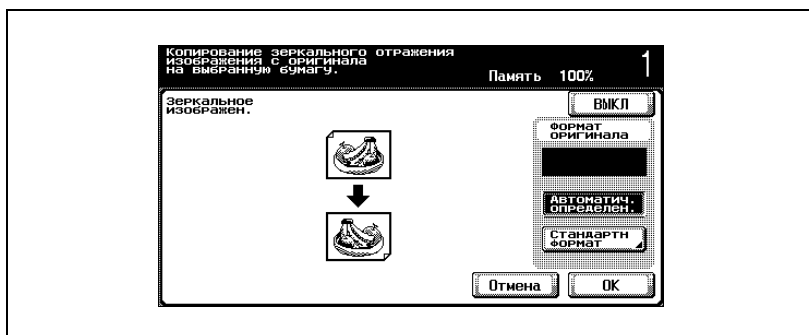 Копирование зеркального отражения
изображения с оригинала
на выбранную бумагу.
Память 100% 1
Зеркальное
изображен.
ВЫКЛ
Формат
оригинала
Автоматич.
определен.
Стандартн
формат
Отмена
OK